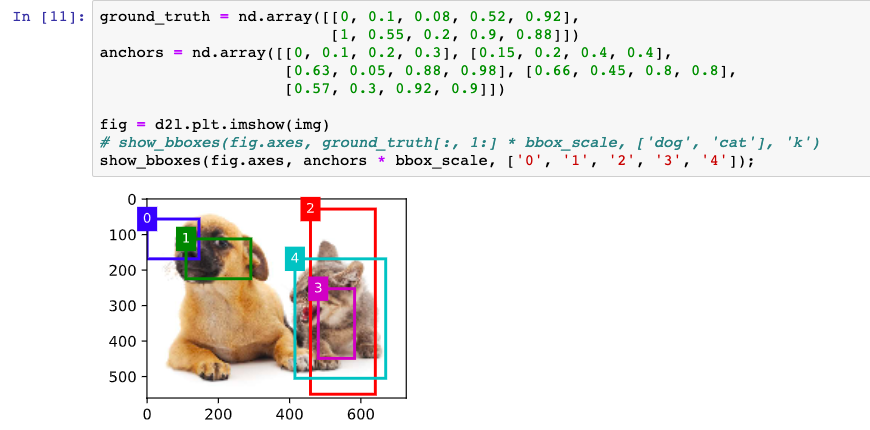 In [11]: ground_truth = nd.array([[0, 0.1, 0.08, 0.52, 0.92],
[1, 0.55, 0.2, 0.9, 0.88]])
anchors = nd.array([[0, 0.1, 0.2, 0.3], [0.15, 0.2, 0.4, 0.4],
[0.63, 0.05, 0.88, 0.98], [0.66, 0.45, 0.8, 0.8],
[0.57, 0.3, 0.92, 0.9]])
fig = d2l.plt.imshow(img)
# show_bboxes(fig.axes, ground_truth[:, 1:] * bbox_scale, ['dog', 'cat'], 'k')
show_bboxes(fig.axes, anchors * bbox_scale, ['0', '1', '2', '3', '4']);
0
2
0
100
1
4
200
3
300
400
500
0 200 400 600